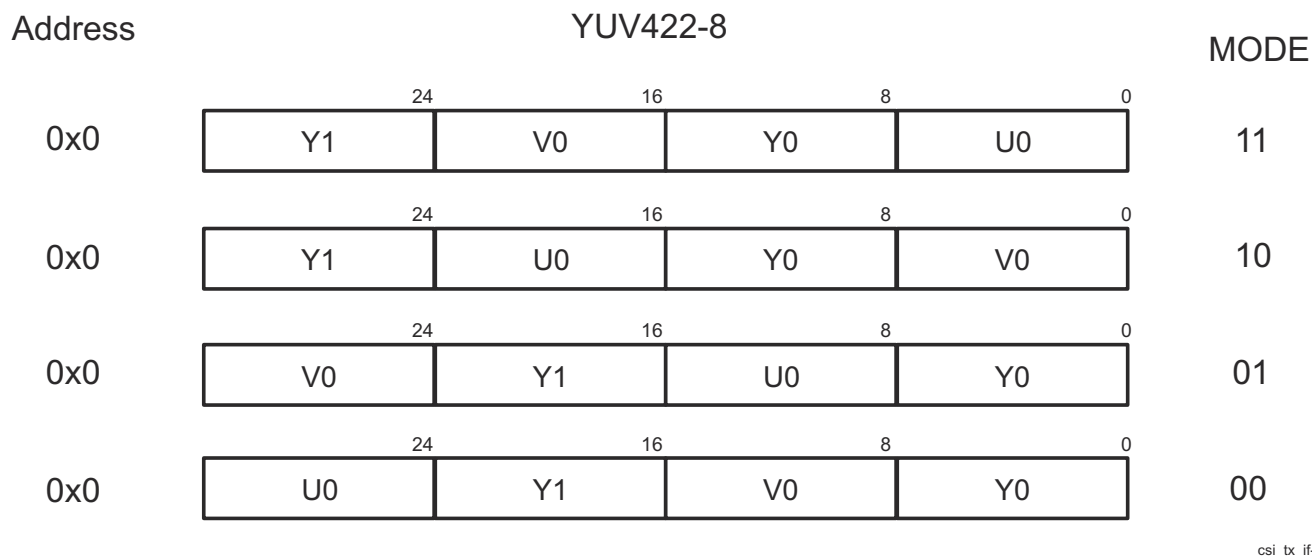 Address YUV422-8 MODE
24 16 8 0
0x0 Y1 V0 Y0 U0 11
24 16 8 0
0x0 Y1 U0 Y0 V0 10
24 16 8 0
0x0 V0 Y1 U0 Y0 01
24 16 8 0
0x0 U0 Y1 V0 Y0 00